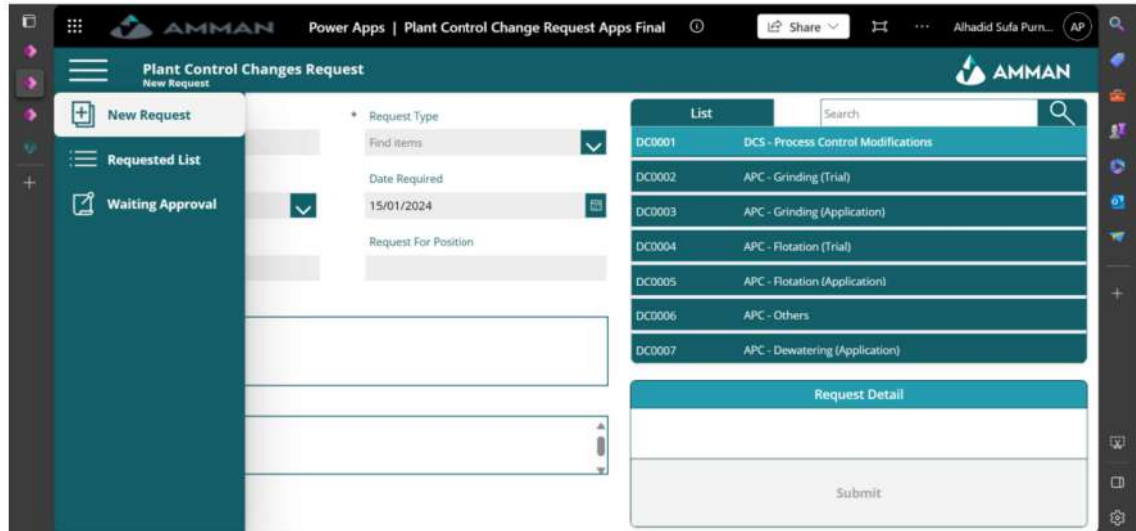 AMMAN
Power Apps | Plant Control Change Request Apps Final
Share
Alhadid Sufa Purn...
AP
Plant Control Changes Request
New Request
AMMAN
New Request
Requested List
Waiting Approval
* Request Type
Find items
Date Required
15/01/2024
Request For Position
List
Search
DC0001 DCS - Process Control Modifications
DC0002 APC - Grinding (Trial)
DC0003 APC - Grinding (Application)
DC0004 APC - Flotation (Trial)
DC0005 APC - Flotation (Application)
DC0006 APC - Others
DC0007 APC - Dewatering (Application)
Request Detail
Submit